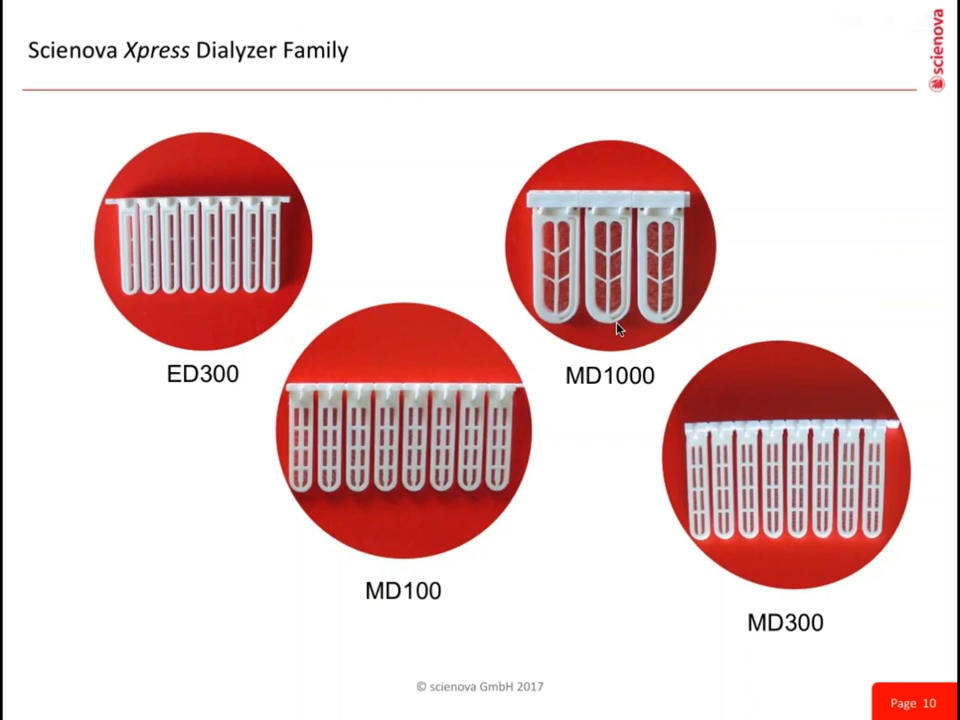 Scienova Xpress Dialyzer Family
scienova
ED300
MD1000
MD100
MD300
© scienova GmbH 2017
Page 10